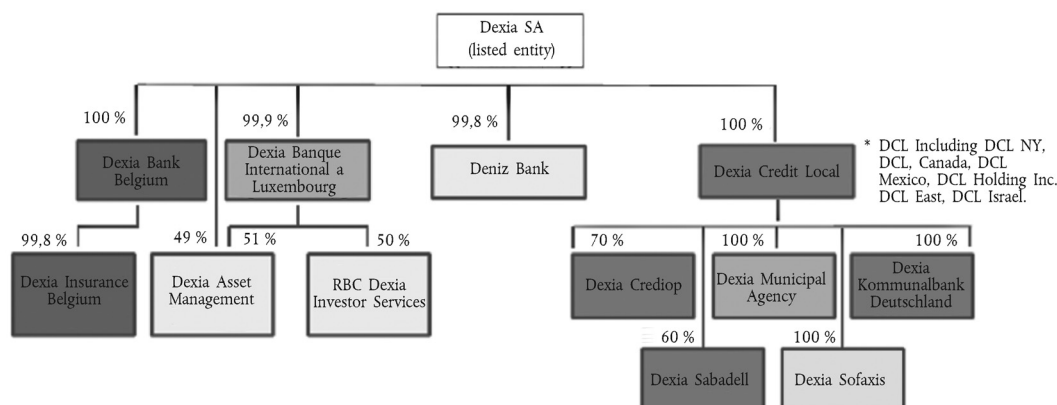 Dexia SA
(listed entity)
100 %
99,9 %
99,8 %
100 %
Dexia Bank
Belgium
Dexia Banque
International a
Luxembourg
Deniz Bank
Dexia Credit Local
* DCL Including DCL NY,
DCL, Canada, DCL
Mexico, DCL Holding Inc.
DCL East, DCL Israel.
99,8 %
49 %
51 %
50 %
70 %
100 %
100 %
Dexia Insurance
Belgium
Dexia Asset
Management
RBC Dexia
Investor Services
Dexia Crediop
Dexia Municipal
Agency
Dexia
Kommunalbank
Deutschland
60 %
100 %
Dexia Sabadell
Dexia Sofaxis